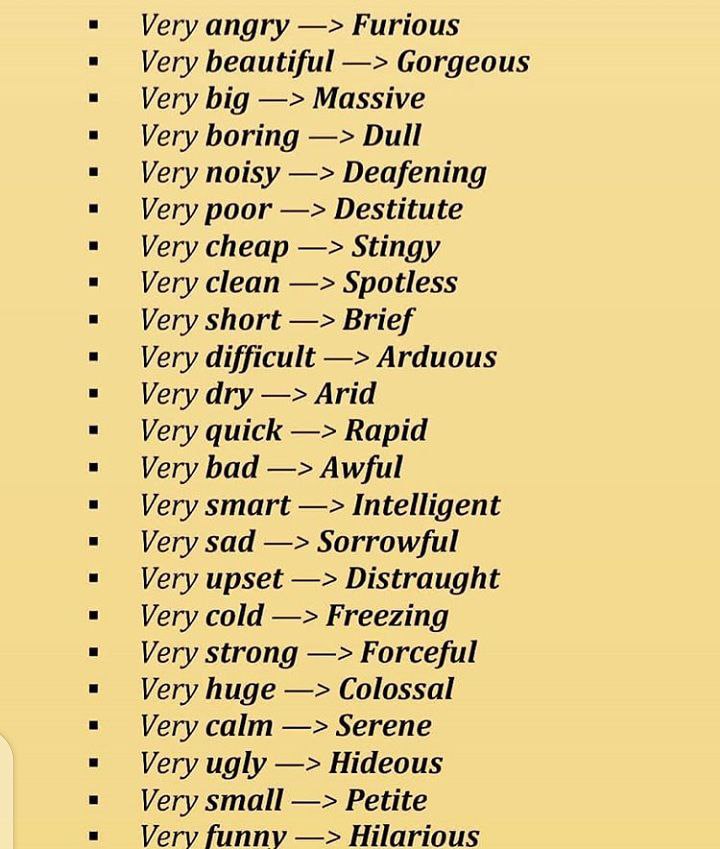 ▪ Very angry —> Furious
▪ Very beautiful —> Gorgeous
▪ Very big —> Massive
▪ Very boring —> Dull
▪ Very noisy —> Deafening
▪ Very poor —> Destitute
▪ Very cheap —> Stingy
▪ Very clean —> Spotless
▪ Very short —> Brief
▪ Very difficult —> Arduous
▪ Very dry —> Arid
▪ Very quick —> Rapid
▪ Very bad —> Awful
▪ Very smart —> Intelligent
▪ Very sad —> Sorrowful
▪ Very upset —> Distraught
▪ Very cold —> Freezing
▪ Very strong —> Forceful
▪ Very huge —> Colossal
▪ Very calm —> Serene
▪ Very ugly —> Hideous
▪ Very small —> Petite
▪ Very funny —> Hilarious